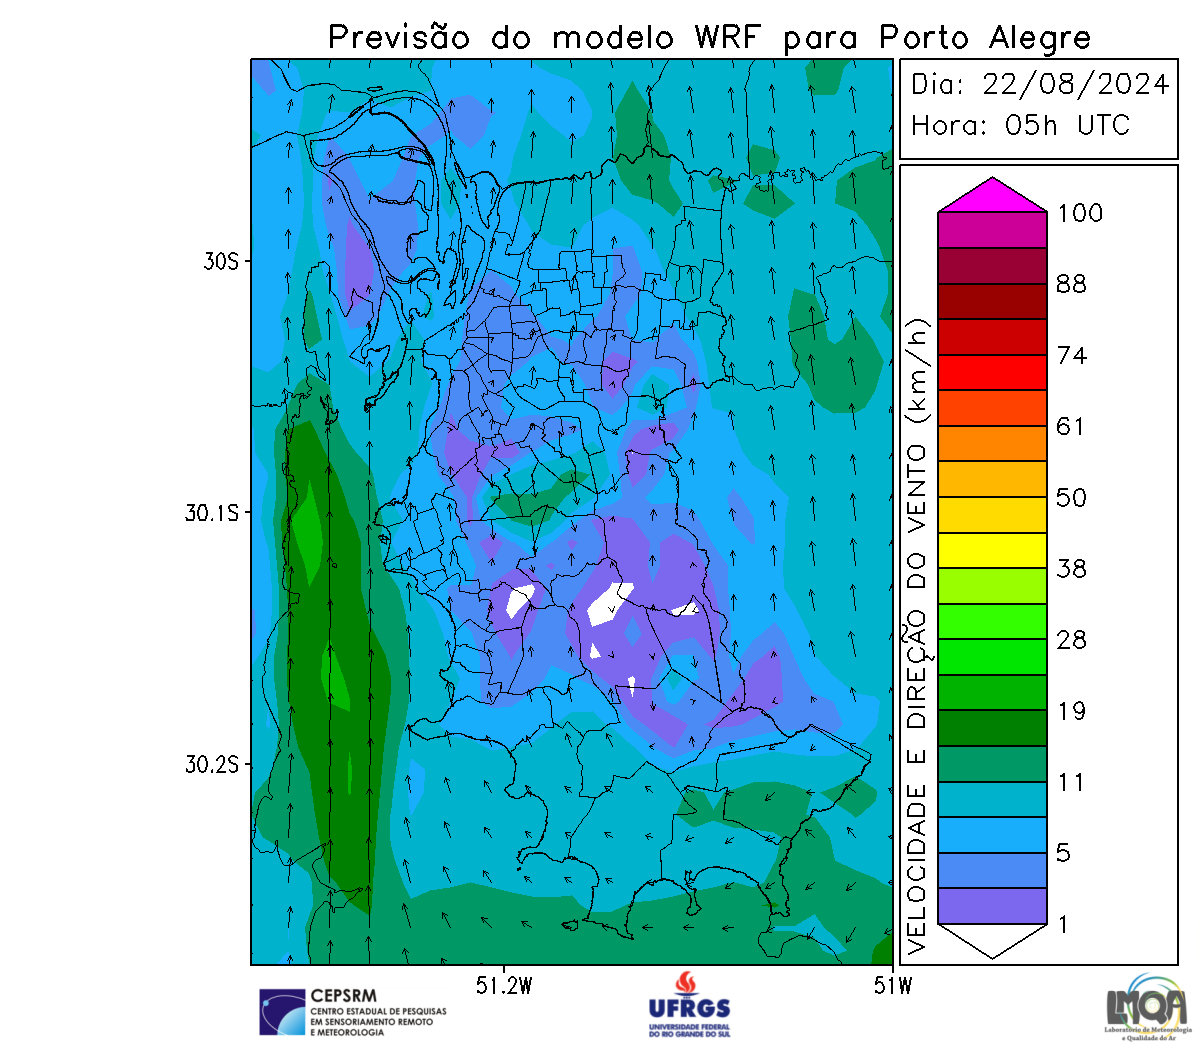 Previsão do modelo WRF para Porto Alegre
Dia: 22/08/2024
Hora: 05h UTC
100
88
74
61
50
38
28
19
11
5
1
VELOCIDADE E DIREÇÃO DO VENTO (km/h)
30S
30.1S
30.2S
51.2W
51W
CEPSRM
CENTRO ESTADUAL DE PESQUISAS
EM SENSORIAMENTO REMOTO
E METEOROLOGIA
UFRGS
UNIVERSIDADE FEDERAL
DO RIO GRANDE DO SUL
LMQA
Laboratório de Meteorologia
e Qualidade do Ar